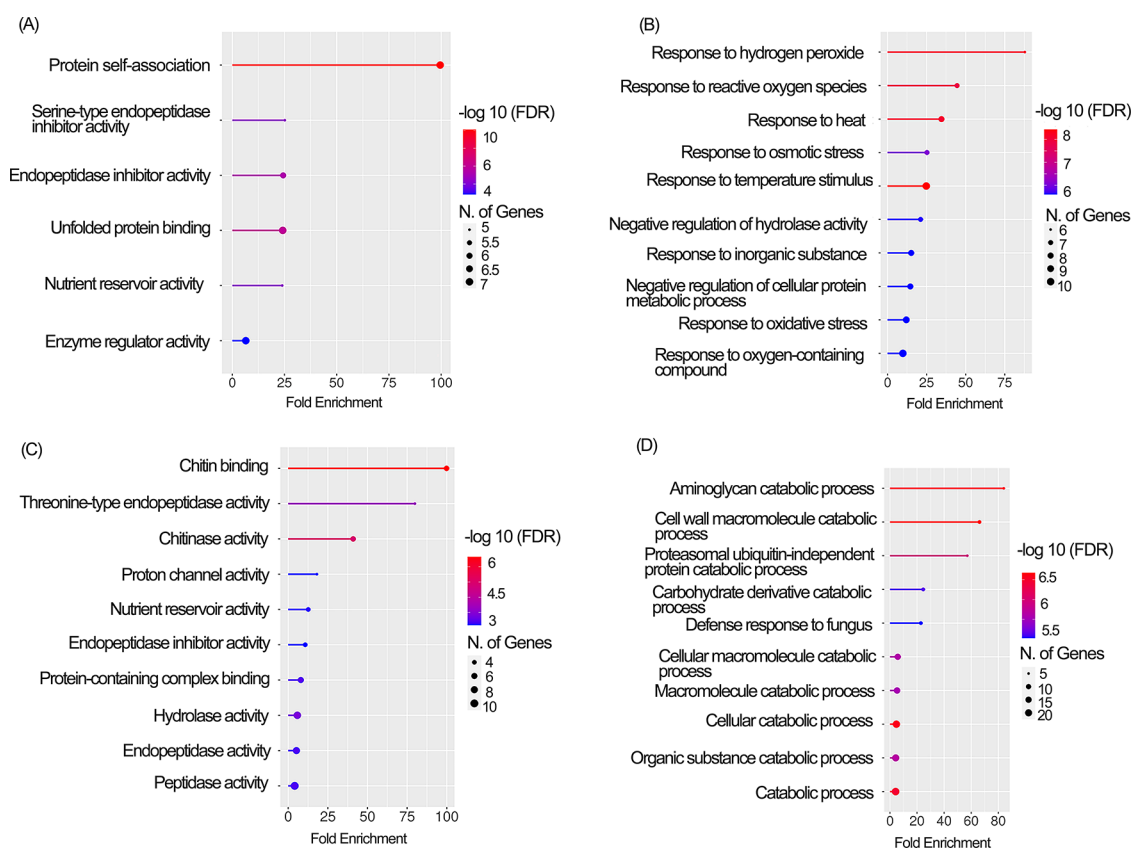 (A)
Protein self-association
Serine-type endopeptidase
inhibitor activity
Endopeptidase inhibitor activity
Unfolded protein binding
Nutrient reservoir activity
Enzyme regulator activity
0 25 50 75 100
Fold Enrichment
-log 10 (FDR)
10
6
6
4
N. of Genes
5
5.5
6
6.5
7
(B)
Response to hydrogen peroxide
Response to reactive oxygen species
Response to heat
Response to osmotic stress
Response to temperature stimulus
Negative regulation of hydrolase activity
Response to inorganic substance
Negative regulation of cellular protein
metabolic process
Response to oxidative stress
Response to oxygen-containing
compound
0 25 50 75
Fold Enrichment
-log 10 (FDR)
8
7
7
6
N. of Genes
6
7
8
9
10
(C)
Chitin binding
Threonine-type endopeptidase activity
Chitinase activity
Proton channel activity
Nutrient reservoir activity
Endopeptidase inhibitor activity
Protein-containing complex binding
Hydrolase activity
Endopeptidase activity
Peptidase activity
0 25 50 75 100
Fold Enrichment
-log 10 (FDR)
6
4.5
3
N. of Genes
4
6
8
10
(D)
Aminoglycan catabolic process
Cell wall macromolecule catabolic
process
Proteasomal ubiquitin-independent
protein catabolic process
Carbohydrate derivative catabolic
process
Defense response to fungus
Cellular macromolecule catabolic
process
Macromolecule catabolic process
Cellular catabolic process
Organic substance catabolic process
Catabolic process
0 20 40 60 80
Fold Enrichment
-log 10 (FDR)
6.5
6
5.5
N. of Genes
5
10
15
20